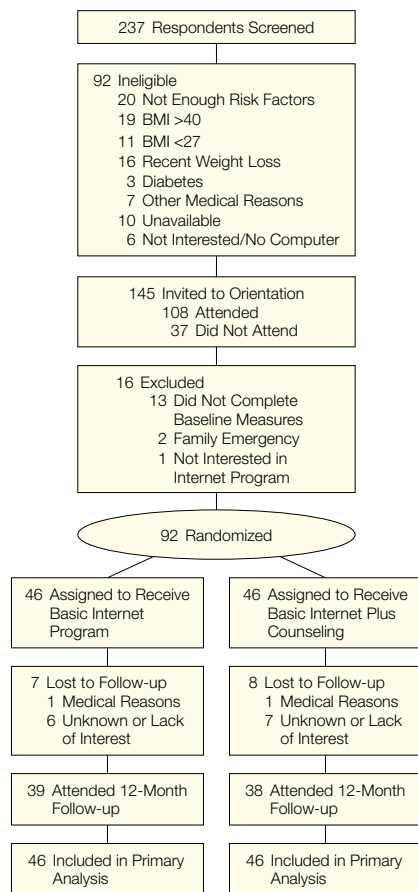 237 Respondents Screened
92 Ineligible
20 Not Enough Risk Factors
19 BMI >40
11 BMI <27
16 Recent Weight Loss
3 Diabetes
7 Other Medical Reasons
10 Unavailable
6 Not Interested/No Computer
145 Invited to Orientation
108 Attended
37 Did Not Attend
16 Excluded
13 Did Not Complete
Baseline Measures
2 Family Emergency
1 Not Interested in
Internet Program
92 Randomized
46 Assigned to Receive
Basic Internet
Program
7 Lost to Follow-up
1 Medical Reasons
6 Unknown or Lack
of Interest
39 Attended 12-Month
Follow-up
46 Included in Primary
Analysis
46 Assigned to Receive
Basic Internet Plus
Counseling
8 Lost to Follow-up
1 Medical Reasons
7 Unknown or Lack
of Interest
38 Attended 12-Month
Follow-up
46 Included in Primary
Analysis